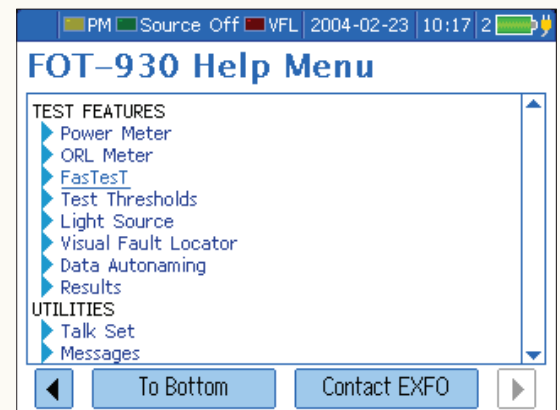 PM Source Off VFL 2004-02-23 10:17 2
FOT-930 Help Menu
TEST FEATURES
Power Meter
ORL Meter
FasTesT
Test Thresholds
Light Source
Visual Fault Locator
Data Autonaming
Results
UTILITIES
Talk Set
Messages
To Bottom Contact EXFO